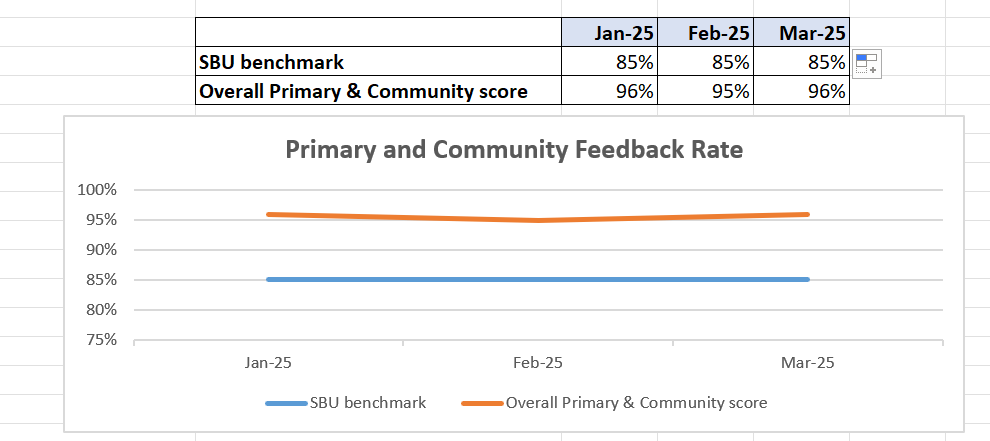 Jan-25 Feb-25 Mar-25
SBU benchmark 85% 85% 85%
Overall Primary & Community score 96% 95% 96%
Primary and Community Feedback Rate
100%
95%
90%
85%
80%
75%
Jan-25 Feb-25 Mar-25
SBU benchmark Overall Primary & Community score